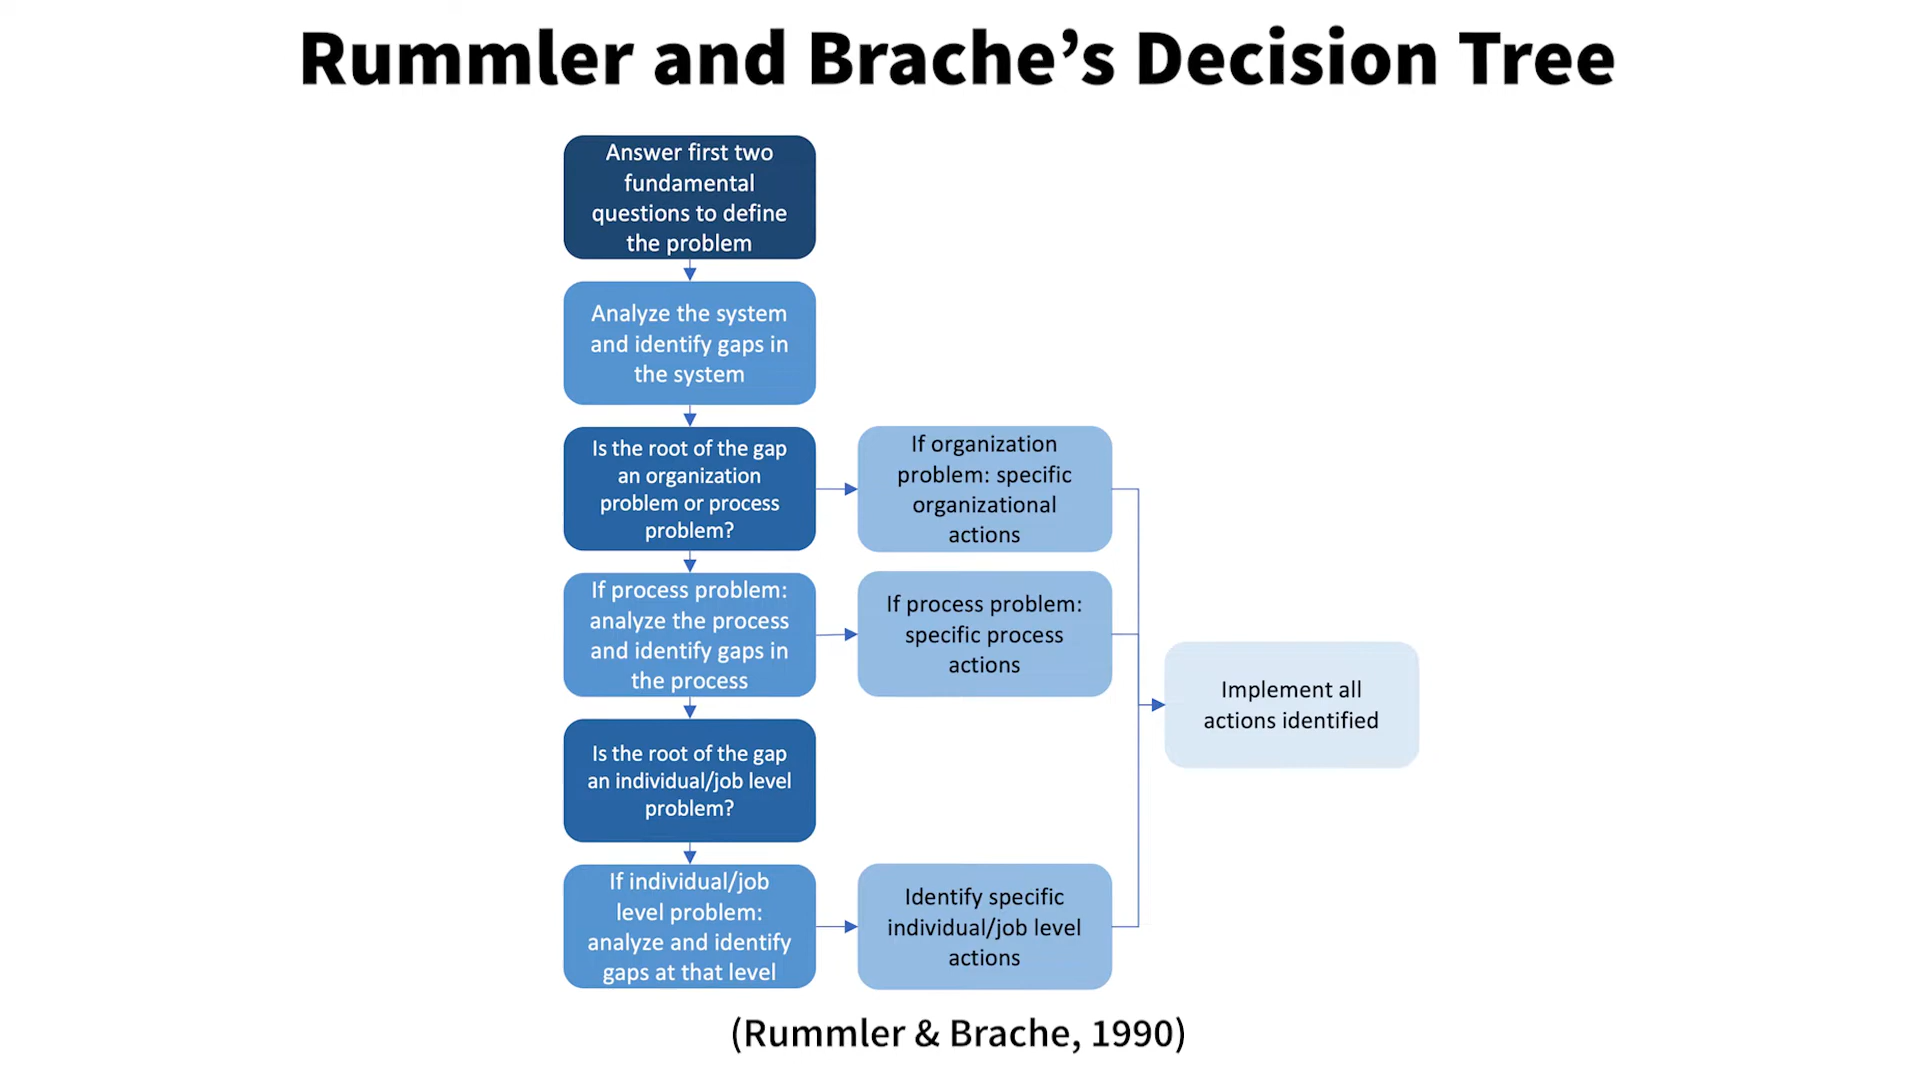 Rummler and Brache’s Decision Tree
Answer first two
fundamental
questions to define
the problem
Analyze the system
and identify gaps in
the system
Is the root of the gap
an organization
problem or process
problem?
If organization
problem: specific
organizational
actions
If process problem:
analyze the process
and identify gaps in
the process
If process problem:
specific process
actions
Implement all
actions identified
Is the root of the gap
an individual/job level
problem?
If individual/job
level problem:
analyze and identify
gaps at that level
Identify specific
individual/job level
actions
(Rummler & Brache, 1990)